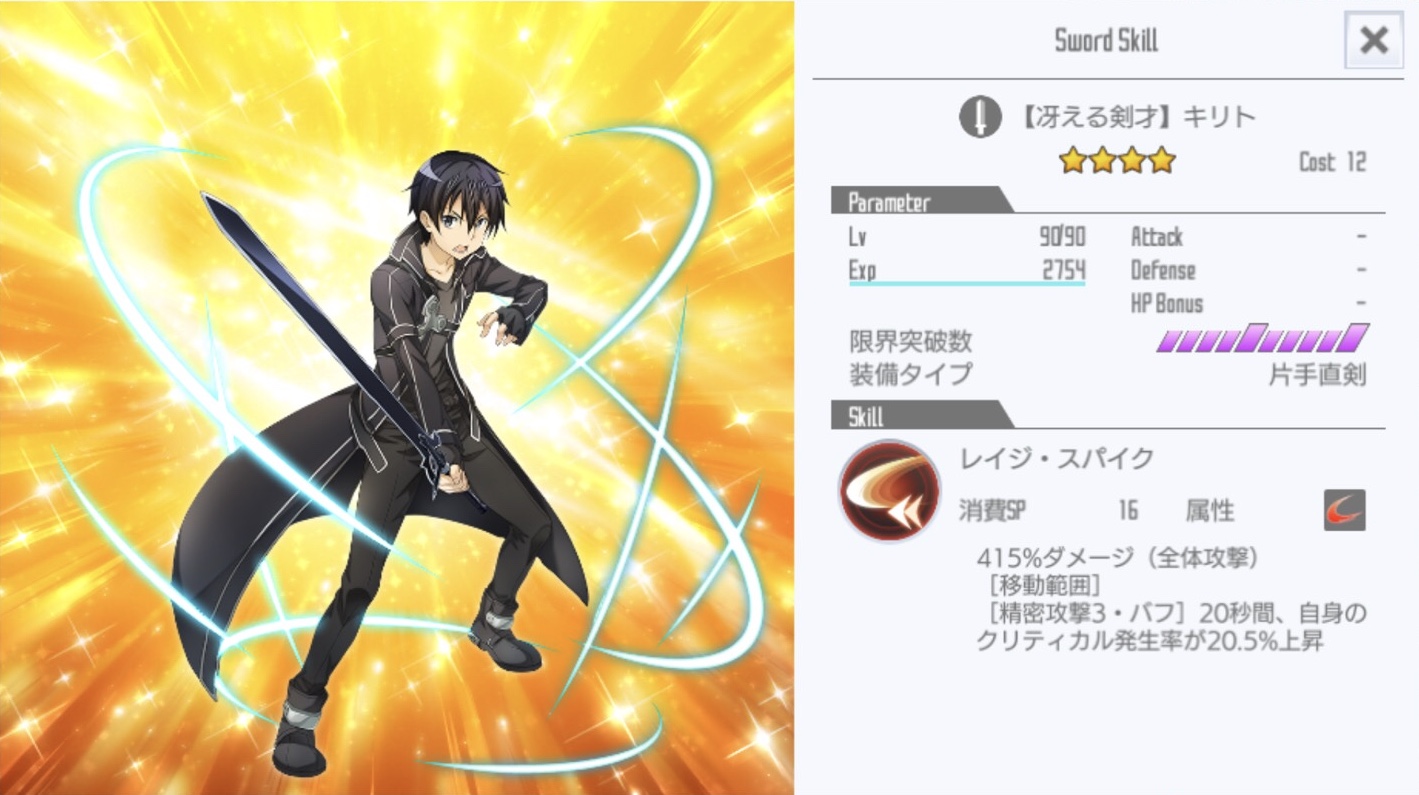 Sword Skill
【冴える剣才】キリト
Cost 12
Parameter
Lv 90/90 Attack -
Exp 2754 Defense -
HP Bonus -
限界突破数
装備タイプ 片手直剣
Skill
レイジ・スパイク
消費SP 16 属性
415%ダメージ（全体攻撃）
［移動範囲］
［精密攻撃3・バフ］20秒間、自身の
クリティカル発生率が20.5%上昇